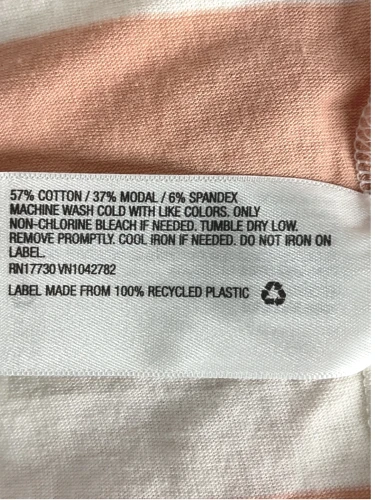 57% COTTON / 37% MODAL / 6% SPANDEX
MACHINE WASH COLD WITH LIKE COLORS. ONLY
NON-CHLORINE BLEACH IF NEEDED. TUMBLE DRY LOW.
REMOVE PROMPTLY. COOL IRON IF NEEDED. DO NOT IRON ON
LABEL.
RN17730 VN1042782
LABEL MADE FROM 100% RECYCLED PLASTIC